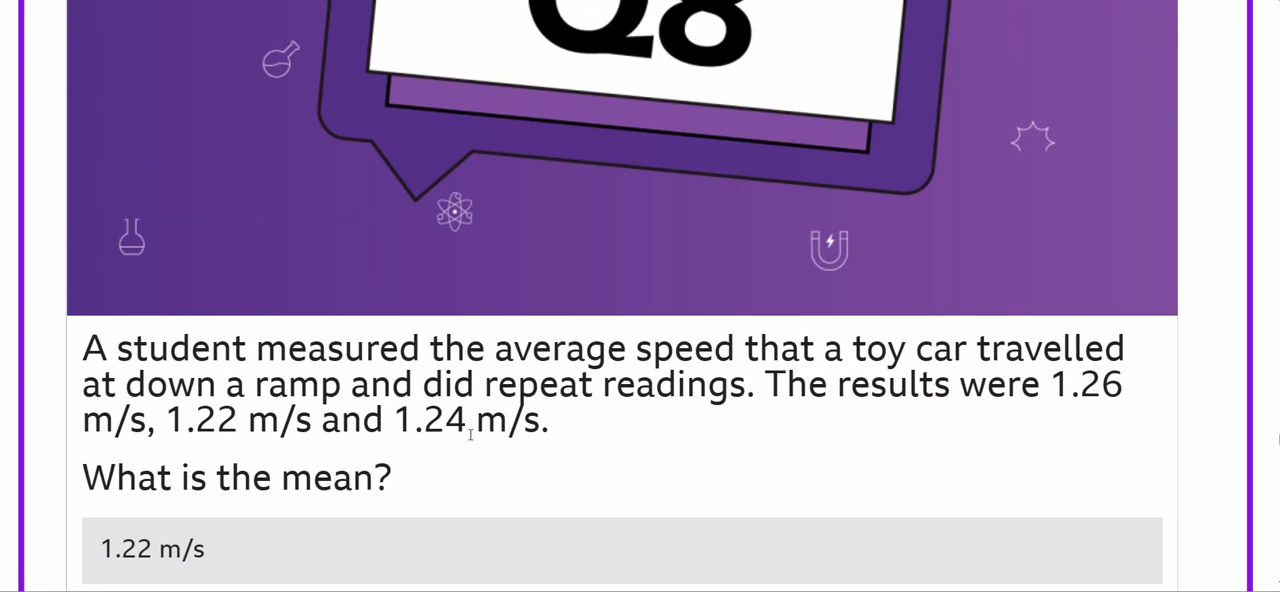 Q8
A student measured the average speed that a toy car travelled
at down a ramp and did repeat readings. The results were 1.26
m/s, 1.22 m/s and 1.24 m/s.
What is the mean?
1.22 m/s